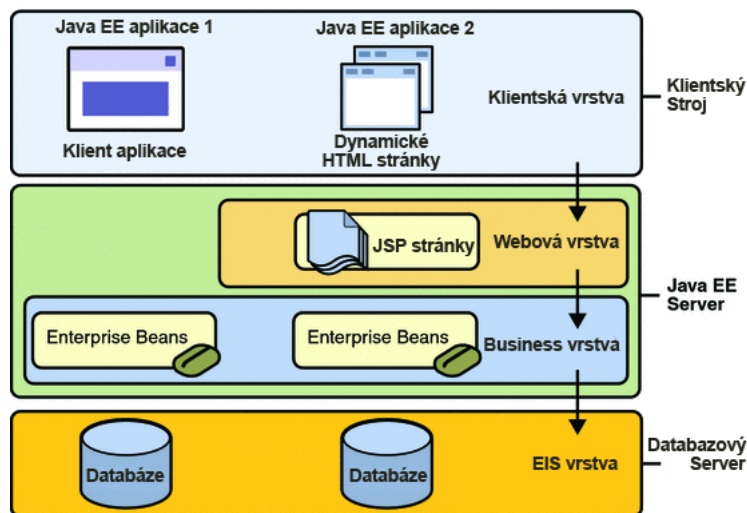 Java EE aplikace 1
Java EE aplikace 2
Klient aplikace
Dynamické
HTML stránky
Klientská vrstva
Klientský
Stroj
JSP stránky
Webová vrstva
Java EE
Server
Enterprise Beans
Enterprise Beans
Business vrstva
Databáze
Databáze
EIS vrstva
Databazový
Server